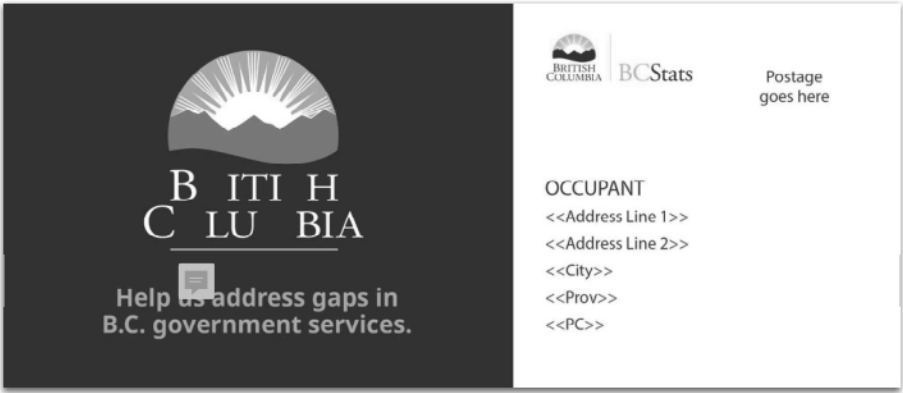 B ITI H
C LU BIA
Help us address gaps in
B.C. government services.
BRITISH
COLUMBIA
BCStats
Postage
goes here
OCCUPANT
<<Address Line 1>>
<<Address Line 2>>
<<City>>
<<Prov>>
<<PC>>